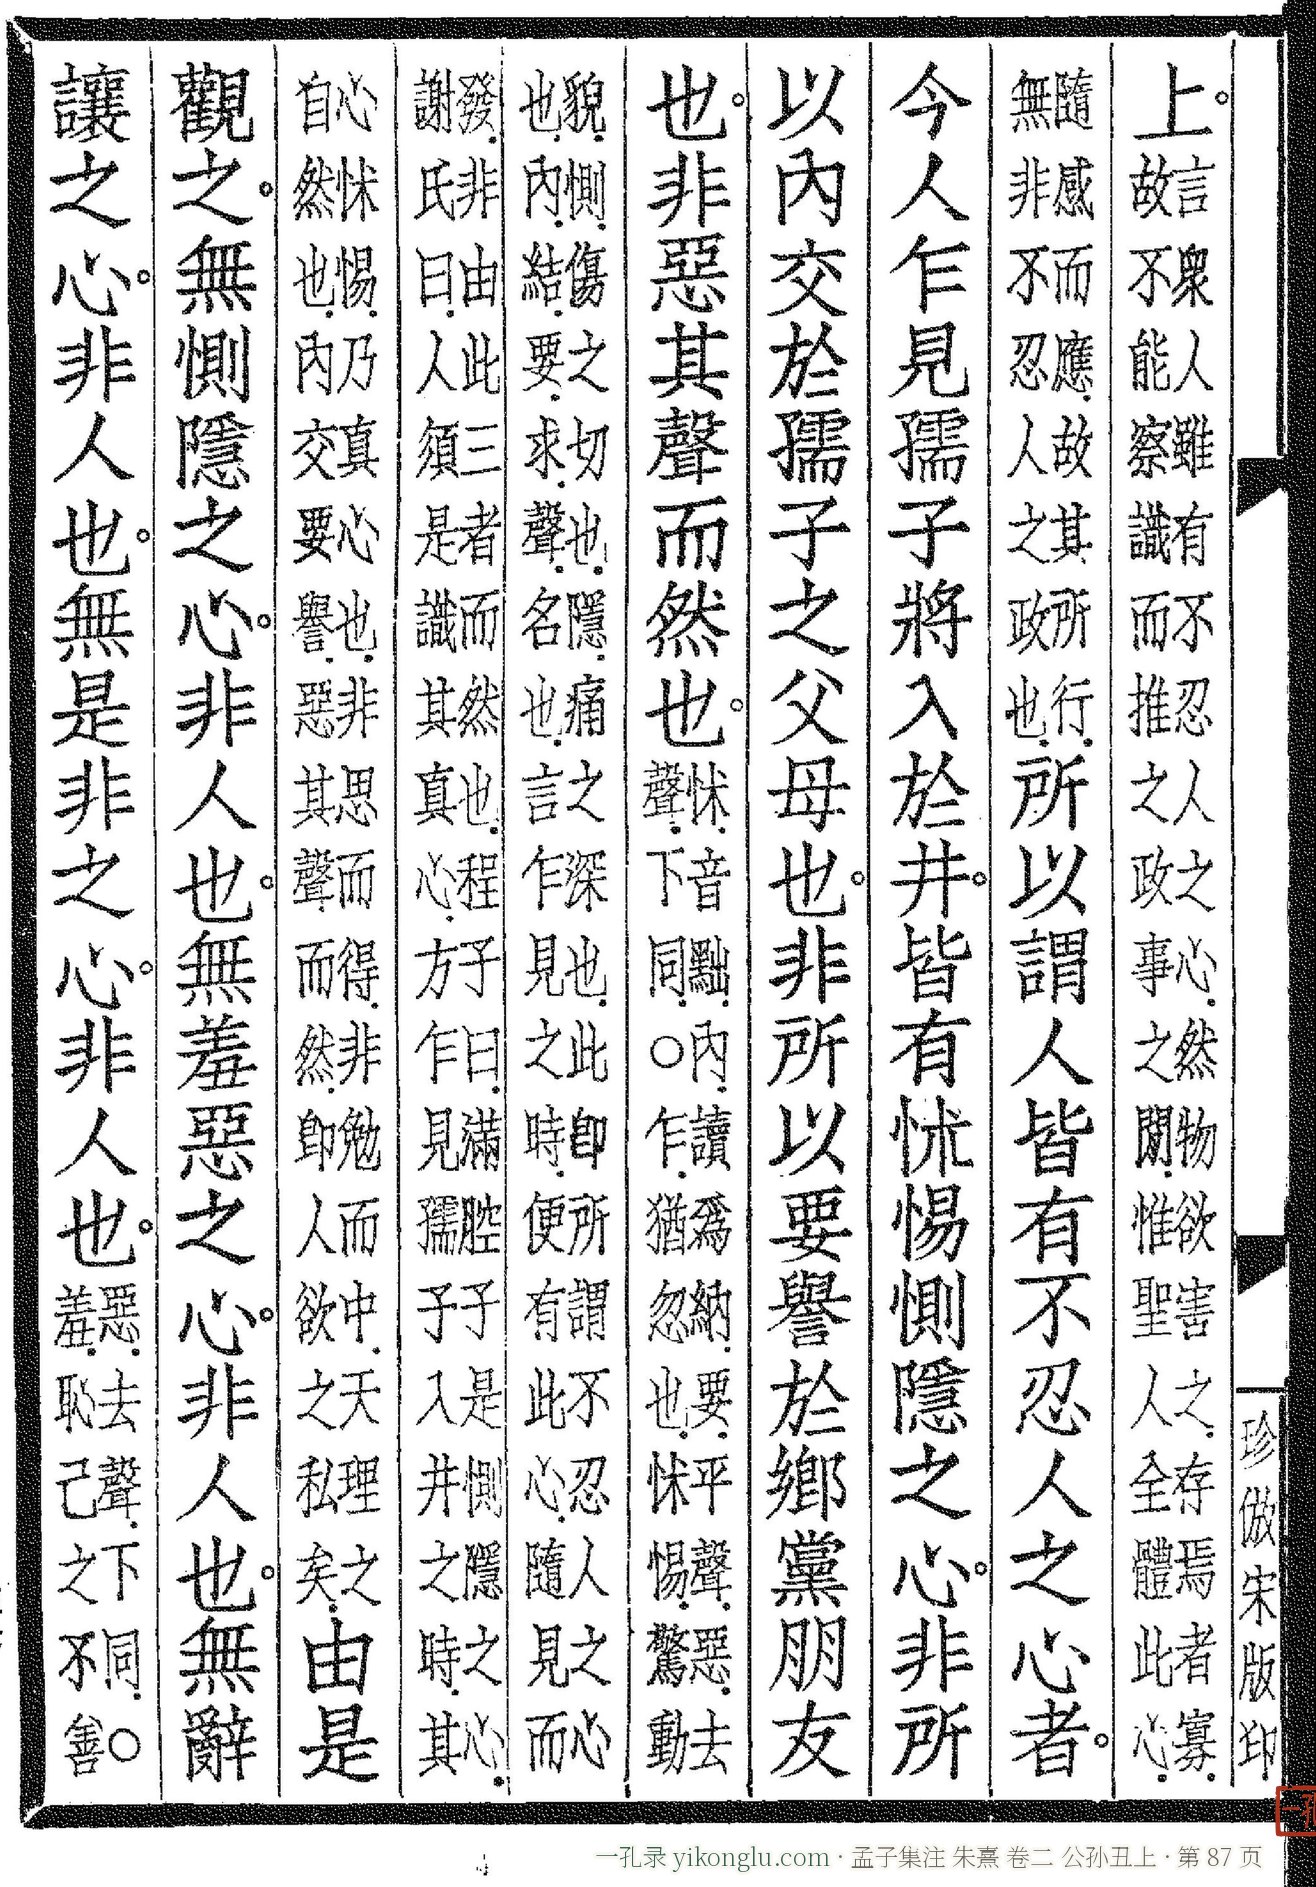 珍倣宋版印
上。言衆人雖有不忍人之心。然物欲害之。存焉者寡。
故不能察識而推之政事之閒。惟聖人全體此心。
隨感而應。故其所行。
無非不忍人之政也。所以謂人皆有不忍人之心者。
今人乍見孺子將入於井。皆有怵惕惻隱之心。非所
以內交於孺子之父母也。非所以要譽於鄉黨朋友
也。非惡其聲而然也。怵。音黜。內。讀爲納。要。平聲。惡。去
聲。下同。○乍。猶忽也。怵惕。驚動
貌。惻。傷之切也。隱。痛之深也。此卽所謂不忍人之心
也。內。結。要。求。聲。名也。言乍見之時。便有此心。隨見而
發。非由此三者而然也。程子曰。滿腔子是惻隱之心。
謝氏曰。人須是識其真心。方乍見孺子入井之時。其
心怵惕。乃真心也。非思而得。非勉而中。天理之
自然也。內交要譽。惡其聲而然。卽人欲之私矣。由是
觀之。無惻隱之心。非人也。無羞惡之心。非人也。無辭
讓之心。非人也。無是非之心。非人也。惡。去聲。下同。○
羞。恥己之不善
一孔录 yikonglu.com · 孟子集注 朱熹 卷二 公孙丑上 · 第 87 页